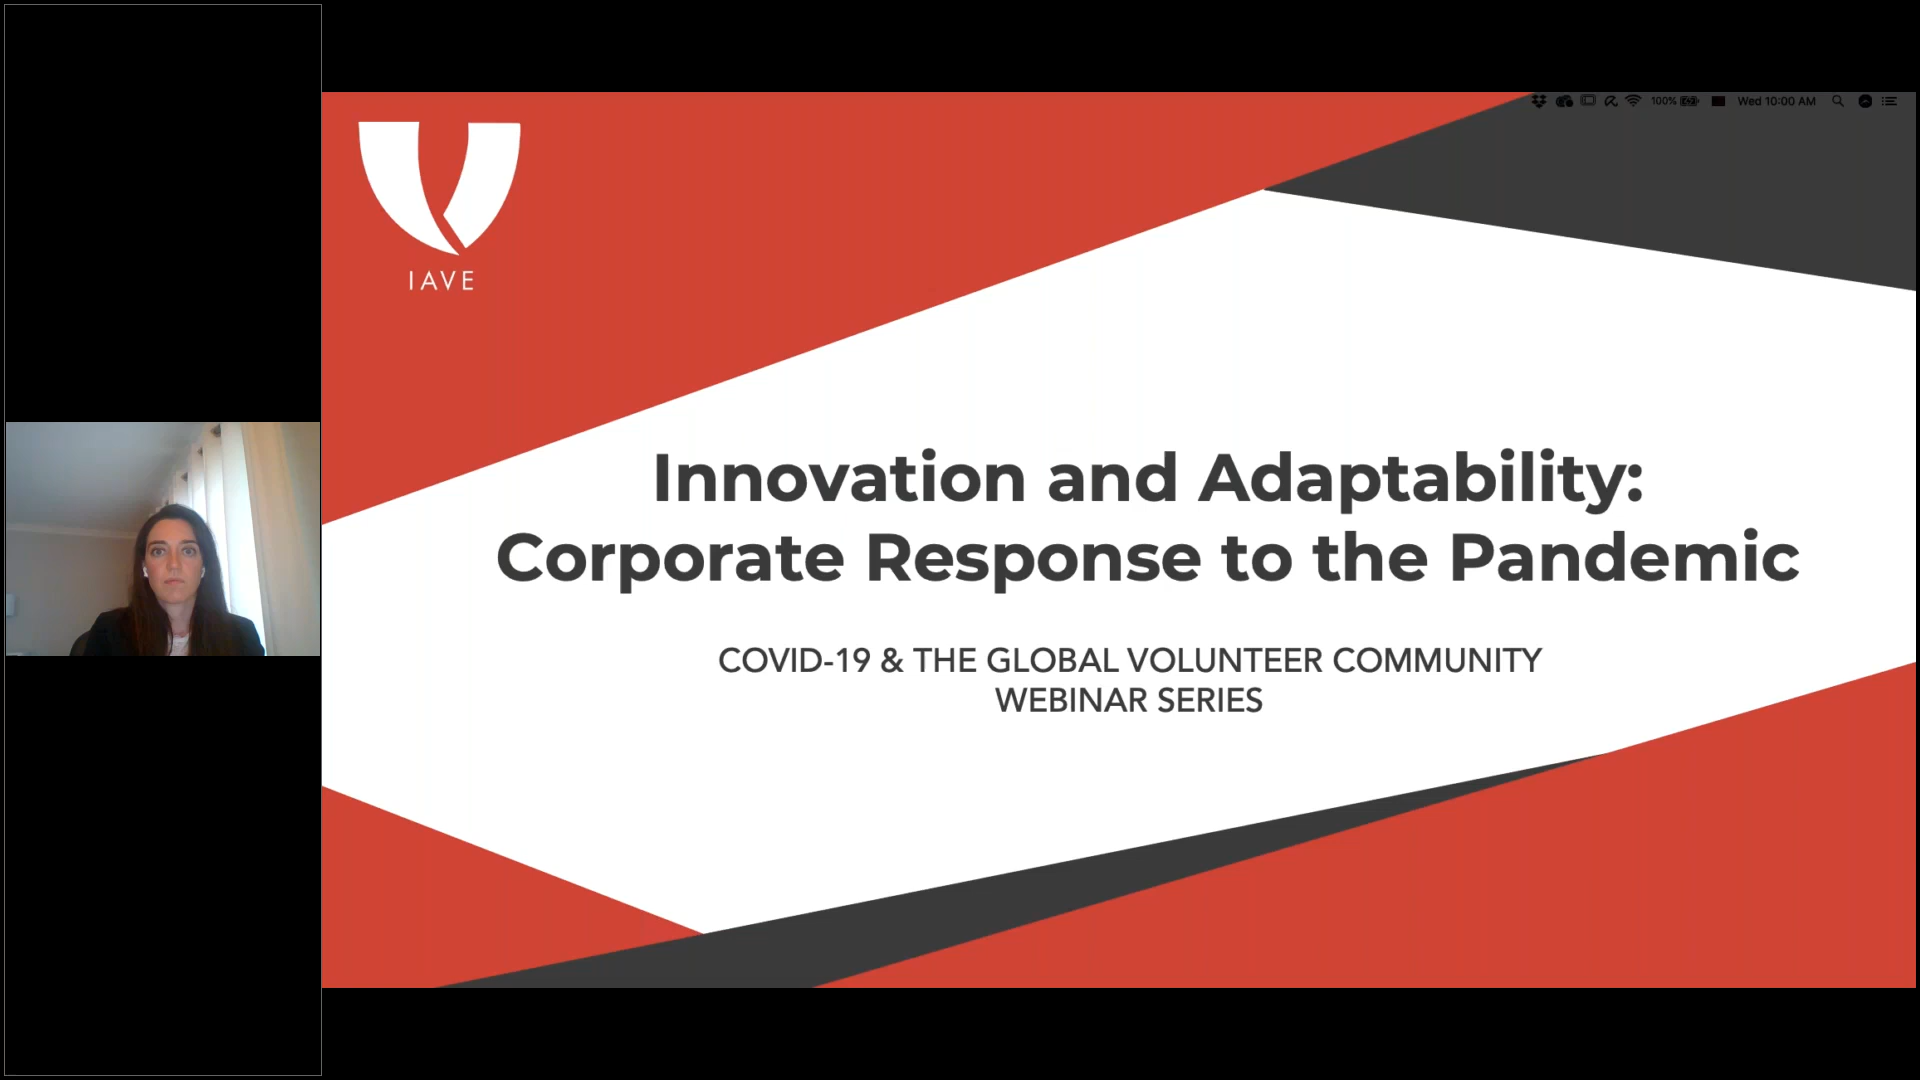 100% Wed 10:00 AM
IAVE
Innovation and Adaptability:
Corporate Response to the Pandemic
COVID-19 & THE GLOBAL VOLUNTEER COMMUNITY
WEBINAR SERIES